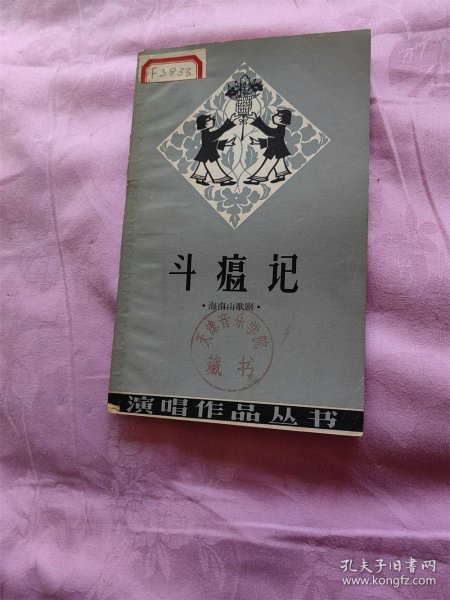 F3833
斗瘟记
·海南山歌剧·
天津音乐学院
藏书
演唱作品丛书
孔夫子旧书网
www.kongfz.com